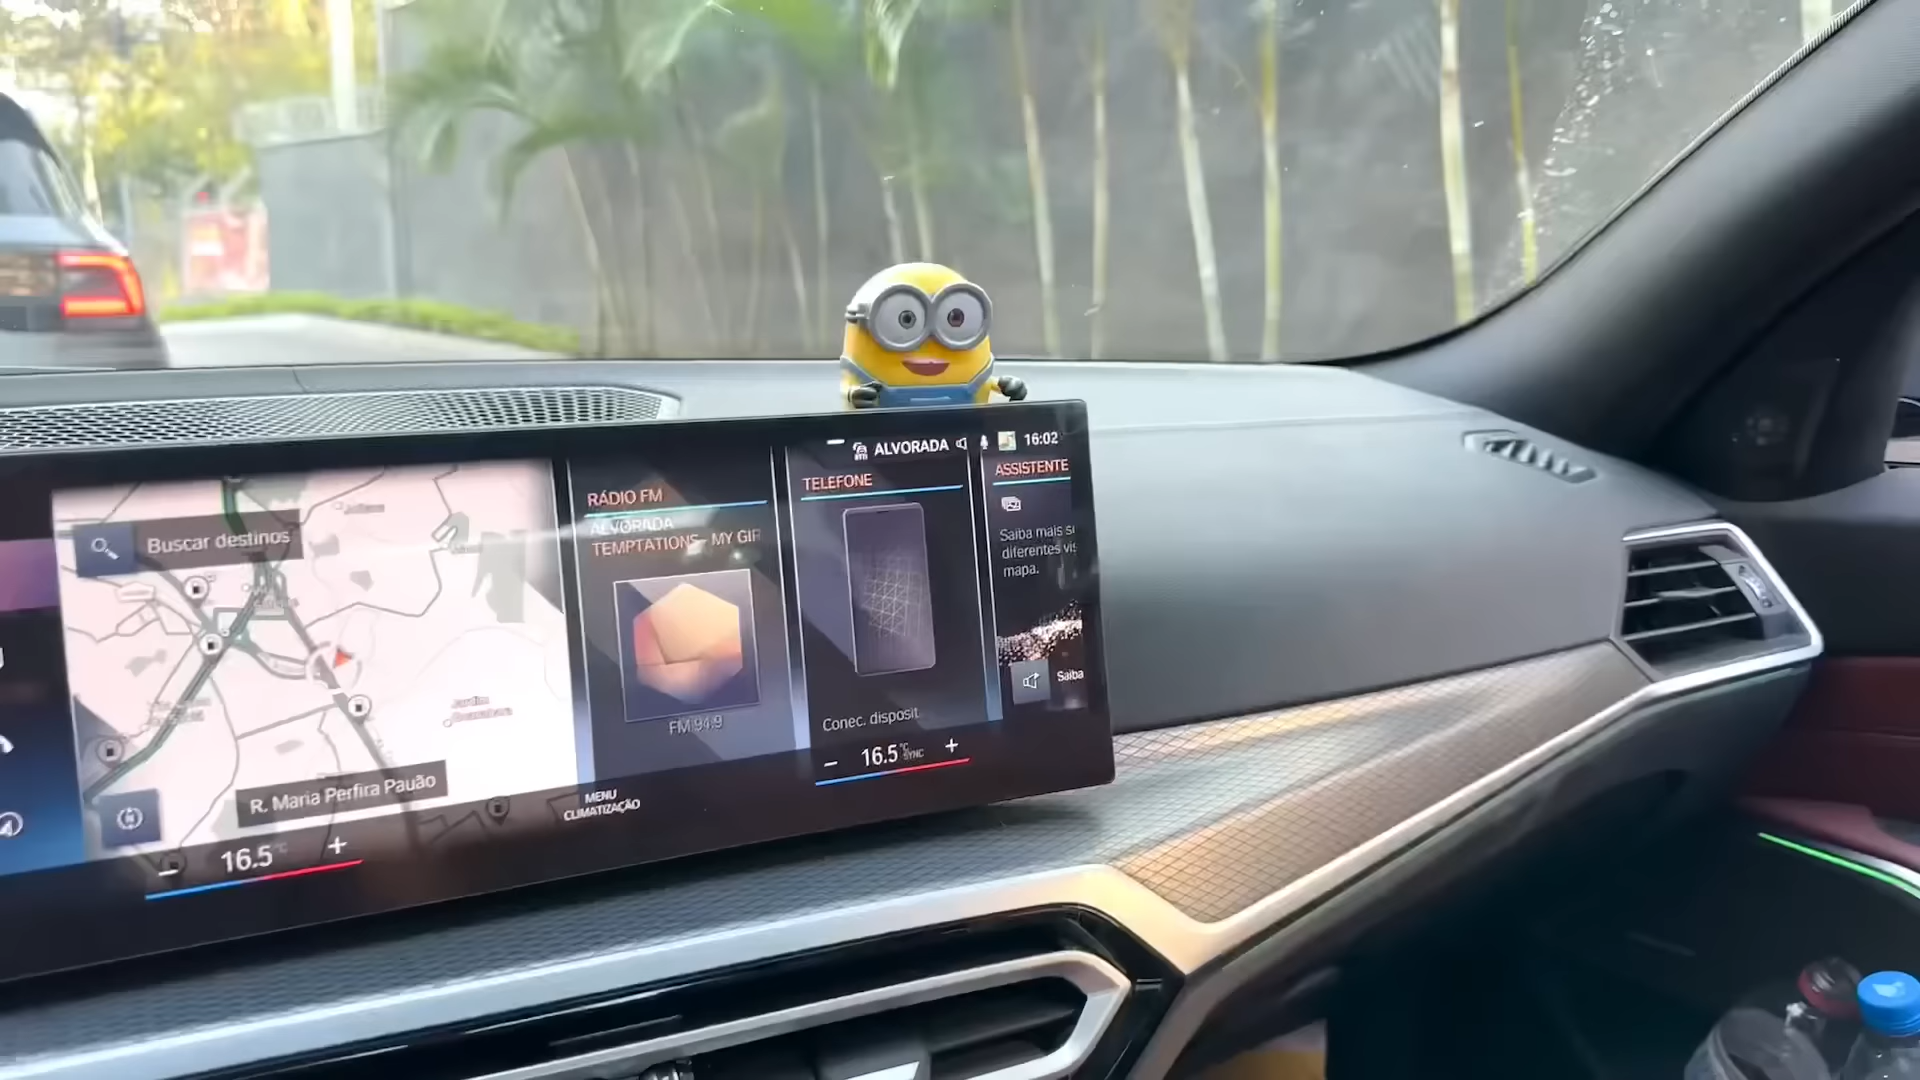 ALVORADA
16:02
Buscar destinos
R. Maria Perfira Pauão
RÁDIO FM
ALVORADA
TEMPTATIONS - MY GIR
FM 94.9
TELEFONE
Conec. disposit.
ASSISTENTE
Saiba mais s
diferentes vis
mapa.
Saiba
16.5 °C
MENU
CLIMATIZAÇÃO
16.5 °C
SYNC